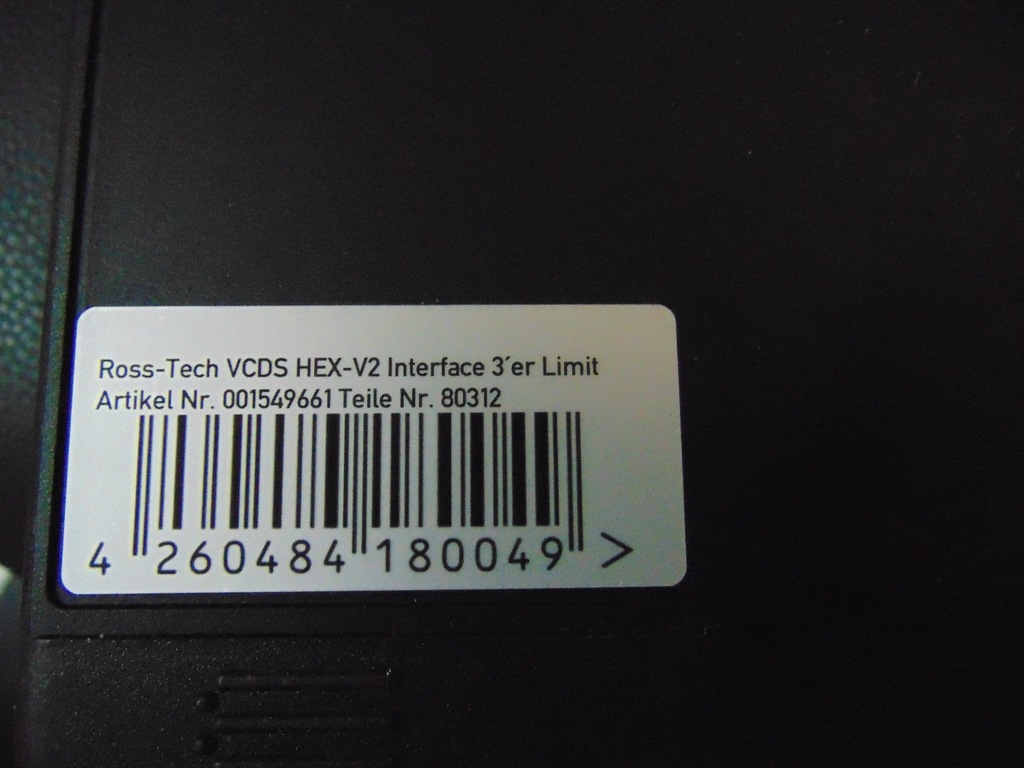 Ross-Tech VCDS HEX-V2 Interface 3´er Limit
Artikel Nr. 001549661 Teile Nr. 80312
4 260484 180049 >